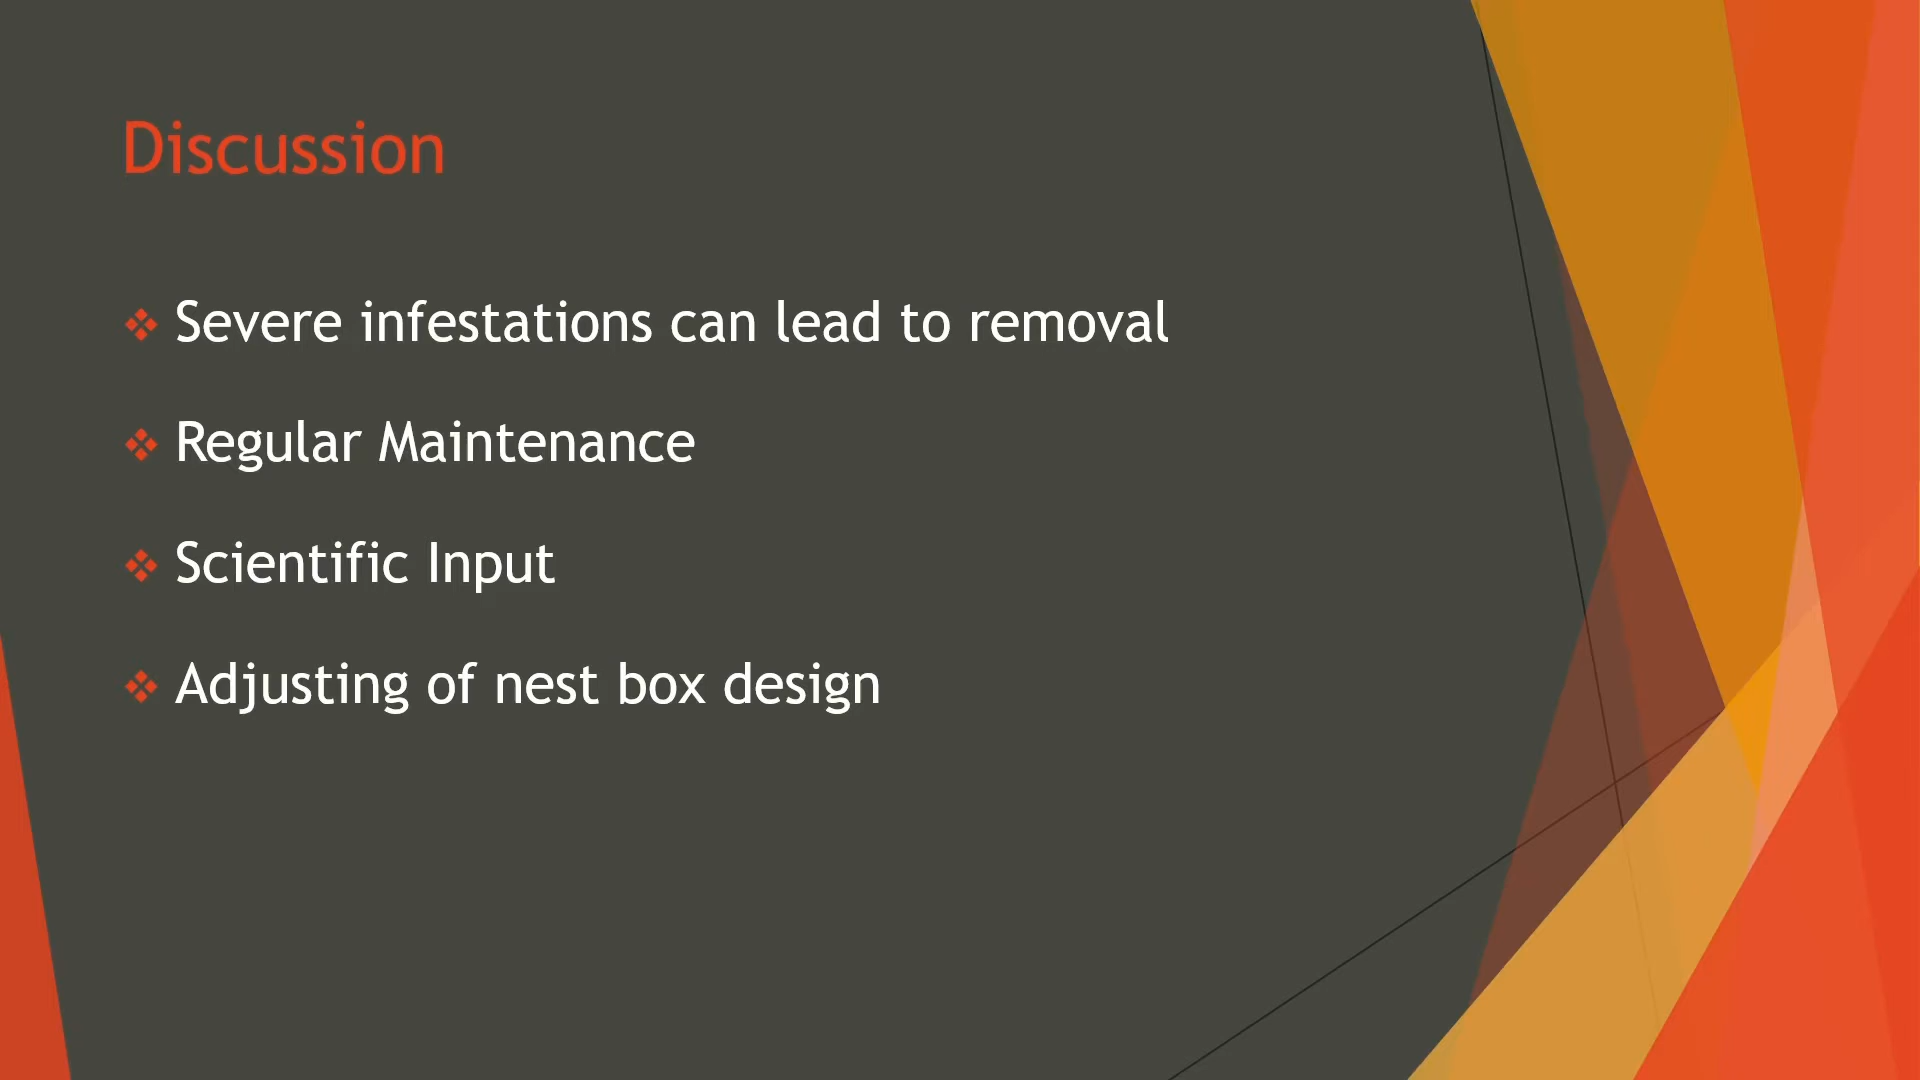 Discussion
Severe infestations can lead to removal
Regular Maintenance
Scientific Input
Adjusting of nest box design